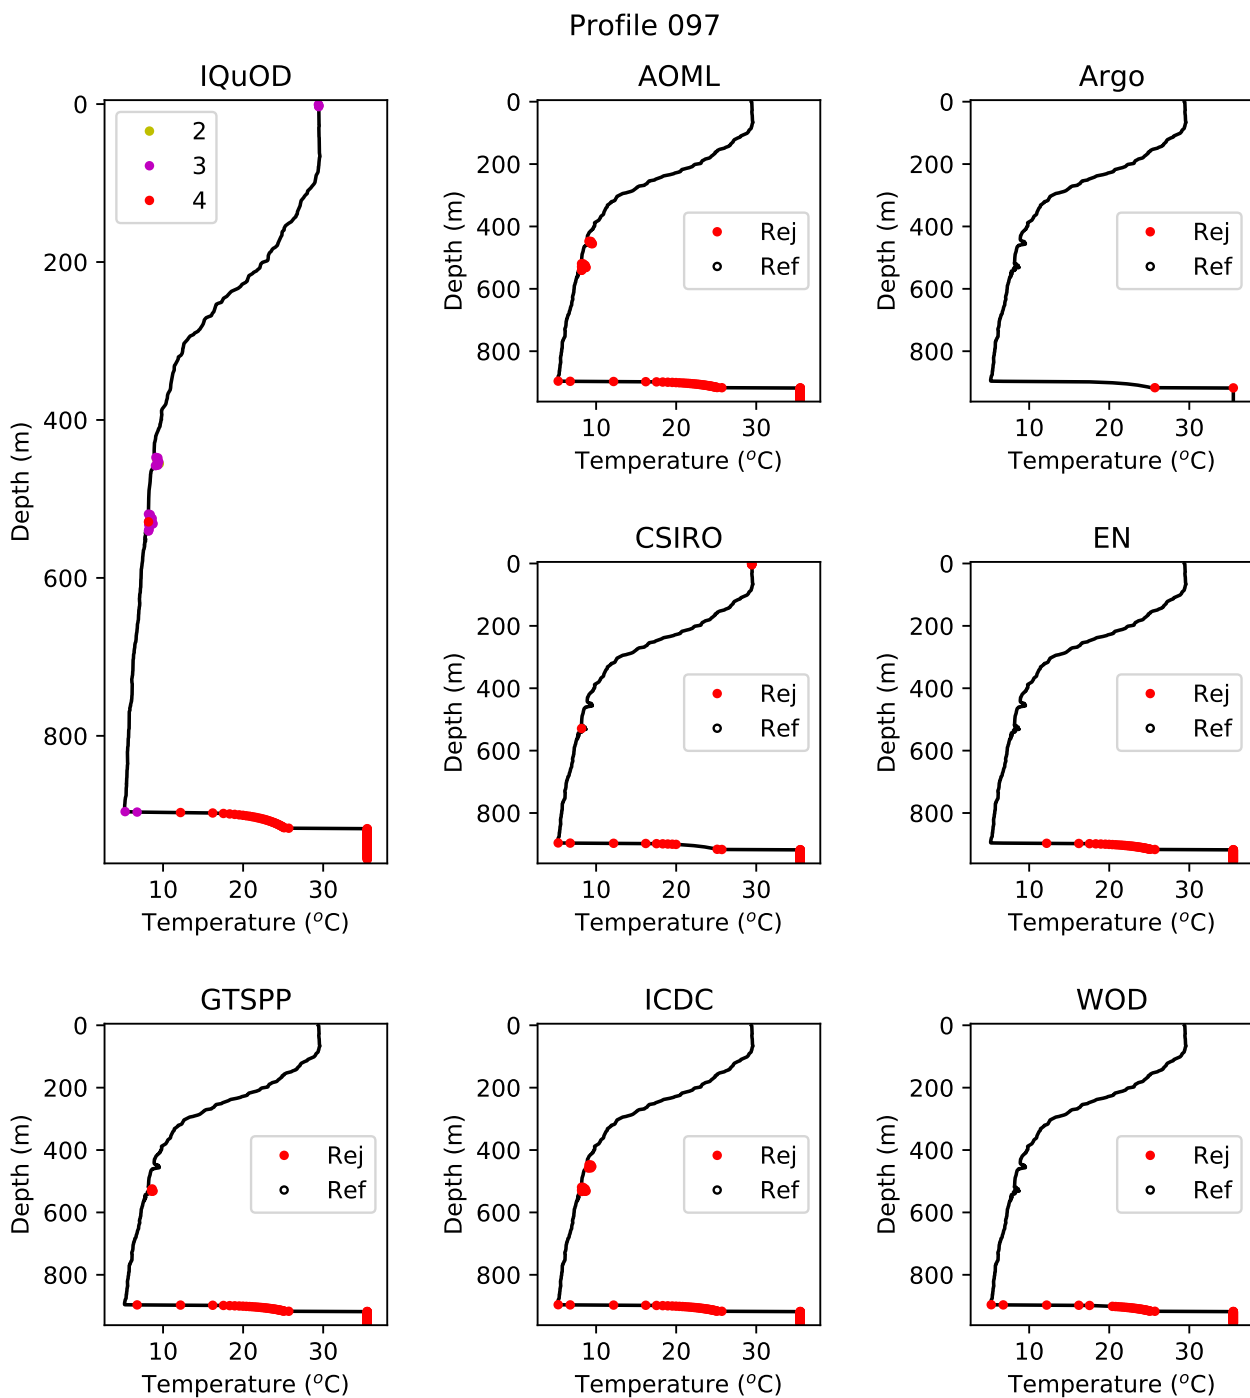 Profile 097
IQuOD
0
200
400
600
800
10 20 30
Depth (m)
Temperature (°C)
2
3
4
AOML
0
200
400
600
800
10 20 30
Depth (m)
Temperature (°C)
Rej
Ref
Argo
0
200
400
600
800
10 20 30
Depth (m)
Temperature (°C)
Rej
Ref
CSIRO
0
200
400
600
800
10 20 30
Depth (m)
Temperature (°C)
Rej
Ref
EN
0
200
400
600
800
10 20 30
Depth (m)
Temperature (°C)
Rej
Ref
GTSPP
0
200
400
600
800
10 20 30
Depth (m)
Temperature (°C)
Rej
Ref
ICDC
0
200
400
600
800
10 20 30
Depth (m)
Temperature (°C)
Rej
Ref
WOD
0
200
400
600
800
10 20 30
Depth (m)
Temperature (°C)
Rej
Ref